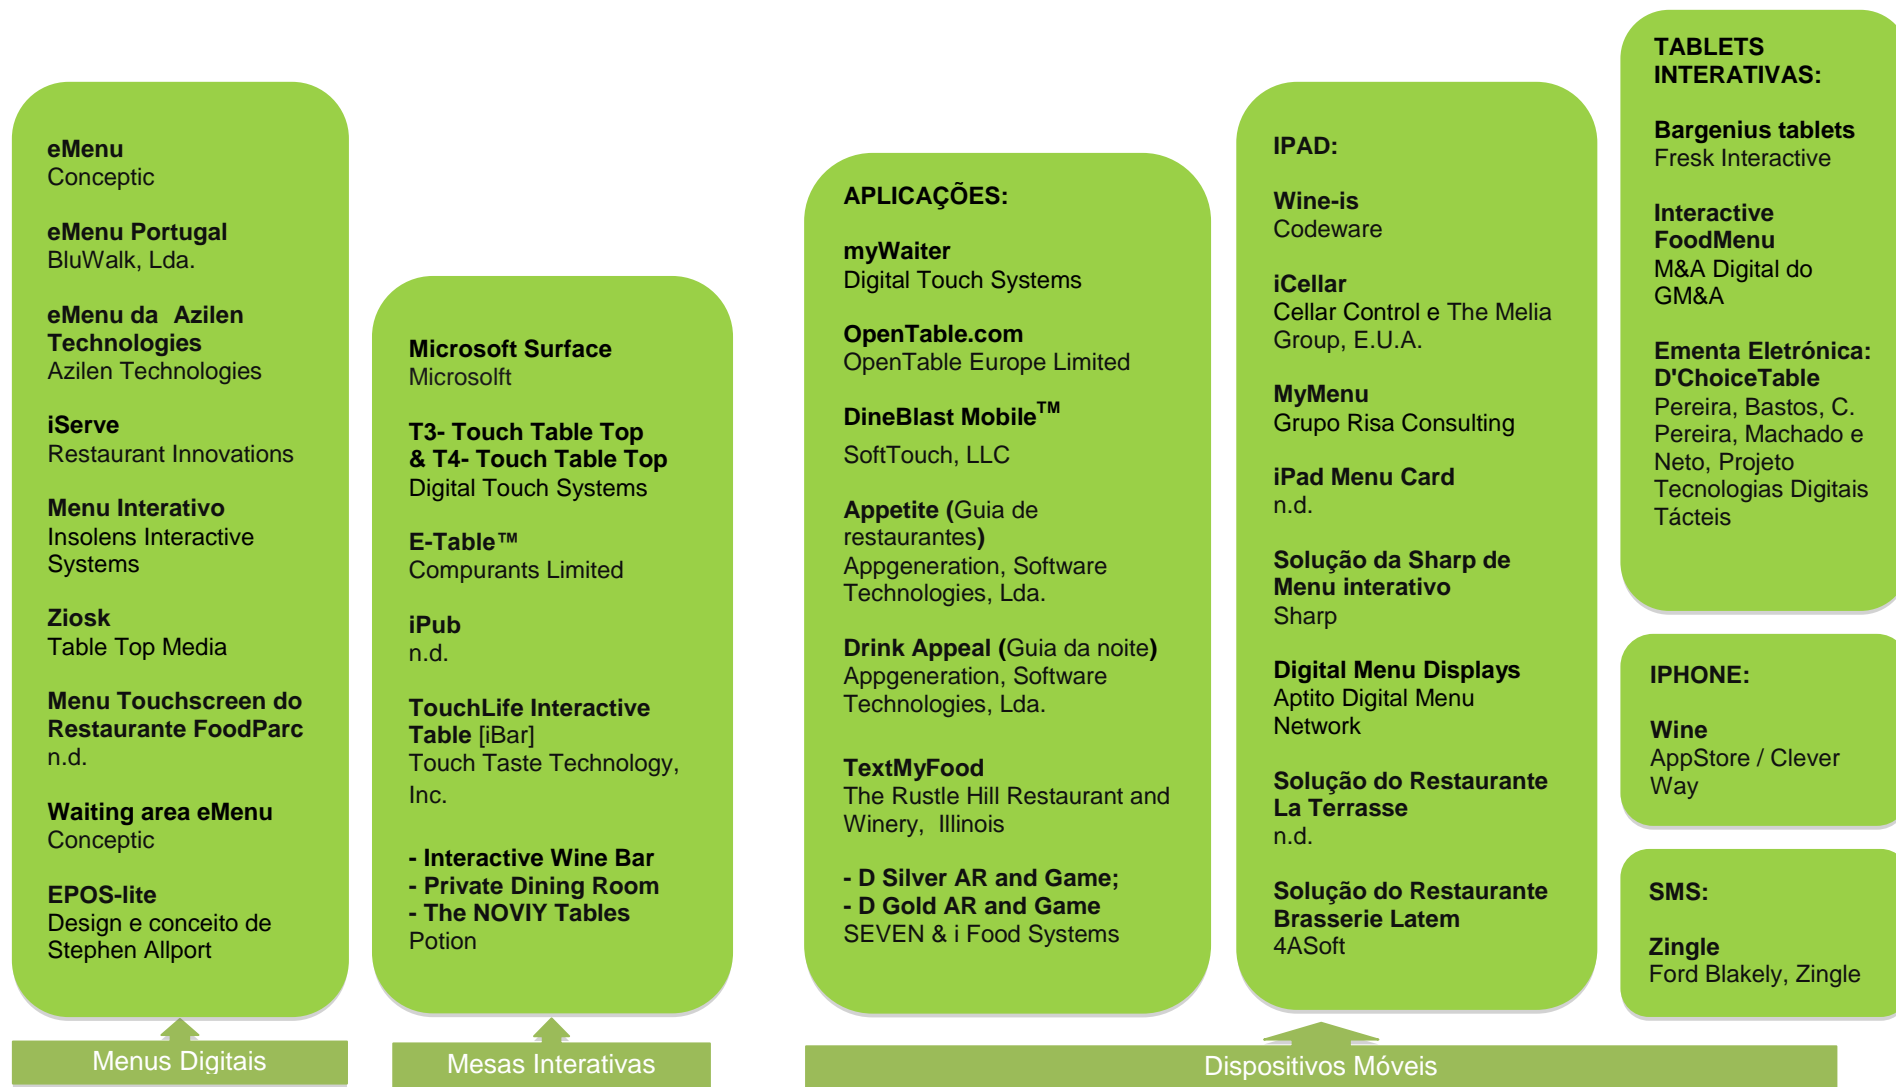 eMenu
Conceptic
eMenu Portugal
BluWalk, Lda.
eMenu da Azilen
Technologies
Azilen Technologies
iServe
Restaurant Innovations
Menu Interativo
Insolens Interactive
Systems
Ziosk
Table Top Media
Menu Touchscreen do
Restaurante FoodParc
n.d.
Waiting area eMenu
Conceptic
EPOS-lite
Design e conceito de
Stephen Allport
Menus Digitais
Microsoft Surface
Microsolft
T3- Touch Table Top
& T4- Touch Table Top
Digital Touch Systems
E-Table™
Compurants Limited
iPub
n.d.
TouchLife Interactive
Table [iBar]
Touch Taste Technology,
Inc.
- Interactive Wine Bar
- Private Dining Room
- The NOVIY Tables
Potion
Mesas Interativas
APLICAÇÕES:
myWaiter
Digital Touch Systems
OpenTable.com
OpenTable Europe Limited
DineBlast Mobile™
SoftTouch, LLC
Appetite (Guia de
restaurantes)
Appgeneration, Software
Technologies, Lda.
Drink Appeal (Guia da noite)
Appgeneration, Software
Technologies, Lda.
TextMyFood
The Rustle Hill Restaurant and
Winery, Illinois
- D Silver AR and Game;
- D Gold AR and Game
SEVEN & i Food Systems
IPAD:
Wine-is
Codeware
iCellar
Cellar Control e The Melia
Group, E.U.A.
MyMenu
Grupo Risa Consulting
iPad Menu Card
n.d.
Solução da Sharp de
Menu interativo
Sharp
Digital Menu Displays
Aptito Digital Menu
Network
Solução do Restaurante
La Terrasse
n.d.
Solução do Restaurante
Brasserie Latem
4ASoft
TABLETS
INTERATIVAS:
Bargenius tablets
Fresk Interactive
Interactive
FoodMenu
M&A Digital do
GM&A
Ementa Eletrónica:
D'ChoiceTable
Pereira, Bastos, C.
Pereira, Machado e
Neto, Projeto
Tecnologias Digitais
Tácteis
IPHONE:
Wine
AppStore / Clever
Way
SMS:
Zingle
Ford Blakely, Zingle
Dispositivos Móveis